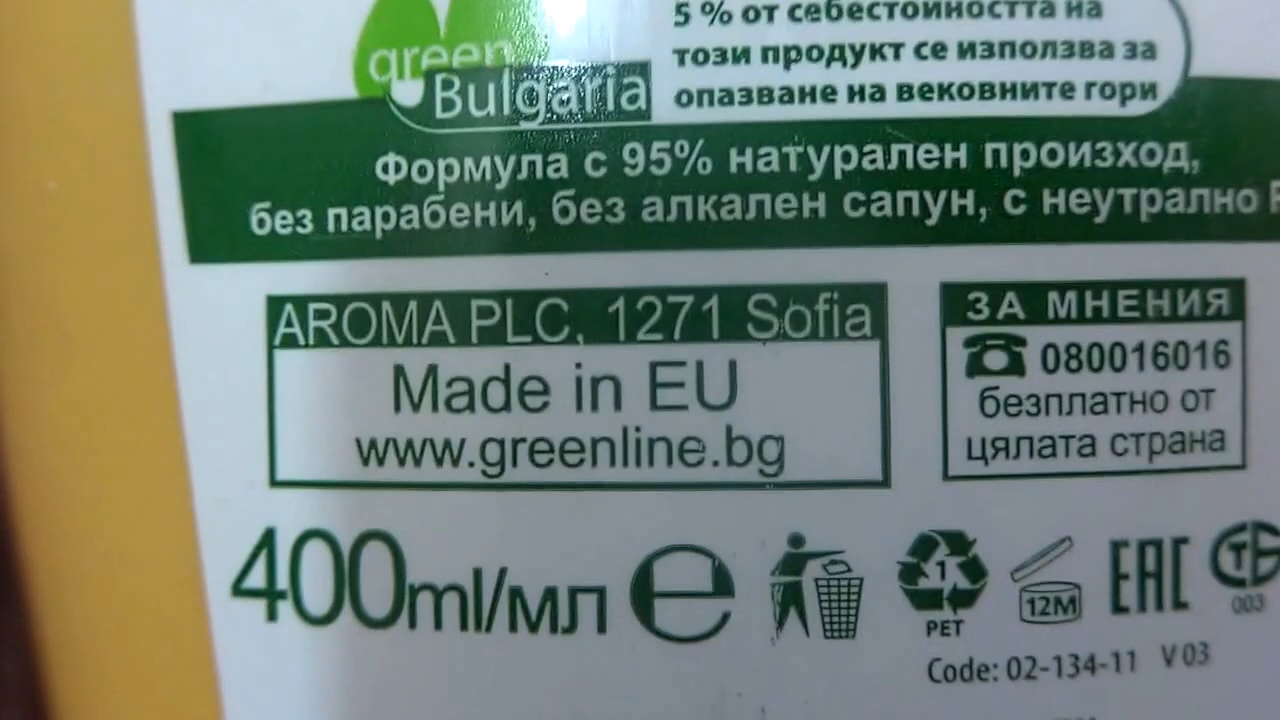 5 % от себестойността на
този продукт се използва за
опазване на вековните гори
green
Bulgaria
Формула с 95% натурален произход,
без парабени, без алкален сапун, с неутрално
AROMA PLC, 1271 Sofia
Made in EU
www.greenline.bg
ЗА МНЕНИЯ
080016016
безплатно от
цялата страна
400ml/мл e
1
PET
12M
EAC
СТБ
003
Code: 02-134-11 V 03